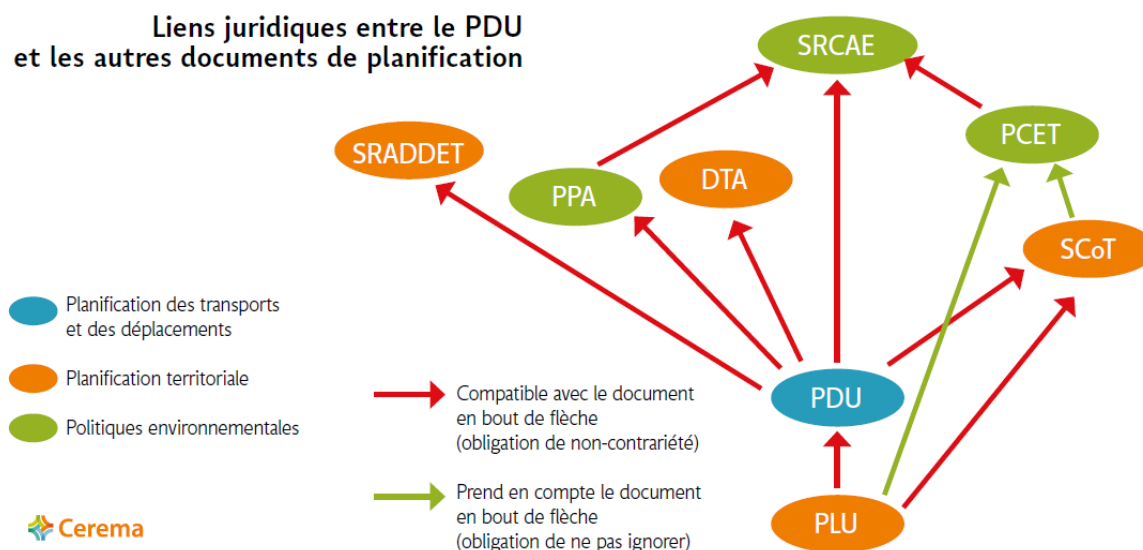 Liens juridiques entre le PDU
et les autres documents de planification
SRCAE
PCET
SRADDET
DTA
PPA
SCoT
Planification des transports
et des déplacements
Planification territoriale
Politiques environnementales
Compatible avec le document
en bout de flèche
(obligation de non-contrariété)
PDU
Prend en compte le document
en bout de flèche
(obligation de ne pas ignorer)
PLU
Cerema